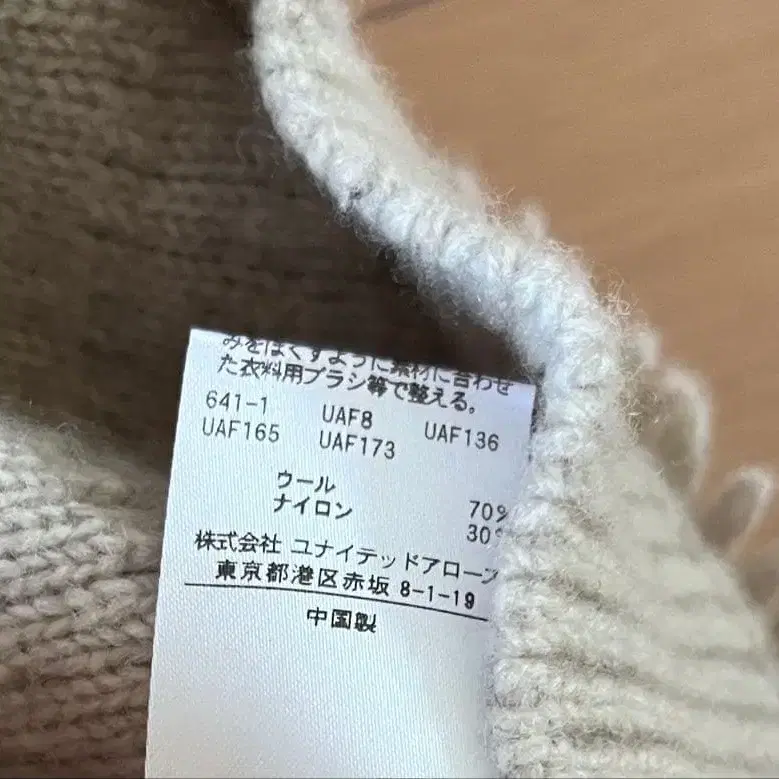 みをほぐすように素材に合わせ
た衣料用ブラシ等で整える。
641-1 UAF8 UAF136
UAF165 UAF173
ウール 70%
ナイロン 30%
株式会社 ユナイテッドアローズ
東京都港区赤坂 8-1-19
中国製